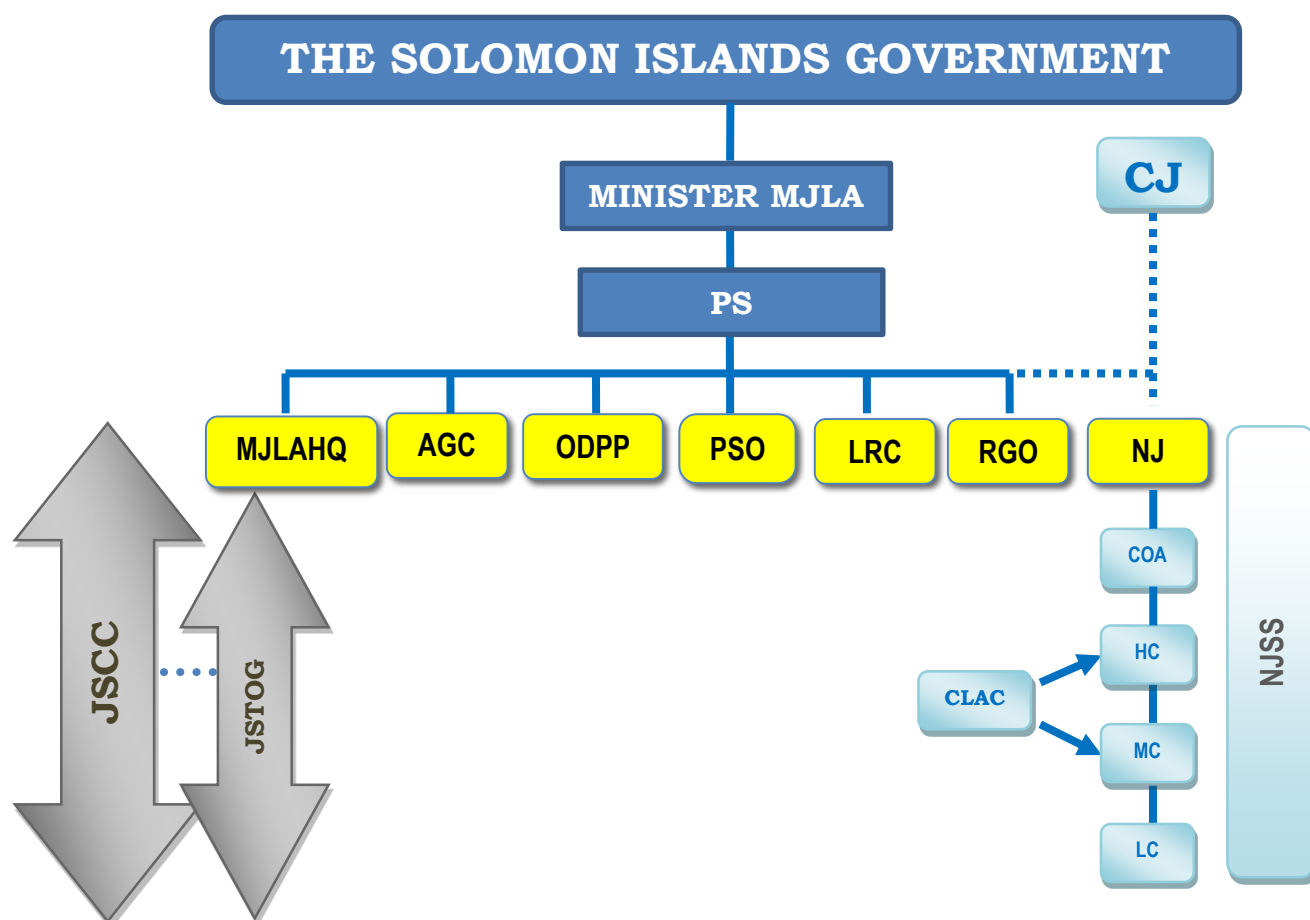 THE SOLOMON ISLANDS GOVERNMENT
CJ
MINISTER MJLA
PS
MJLAHQ
AGC
ODPP
PSO
LRC
RGO
NJ
COA
HC
CLAC
MC
LC
JSCC
JSTOG
NJSS